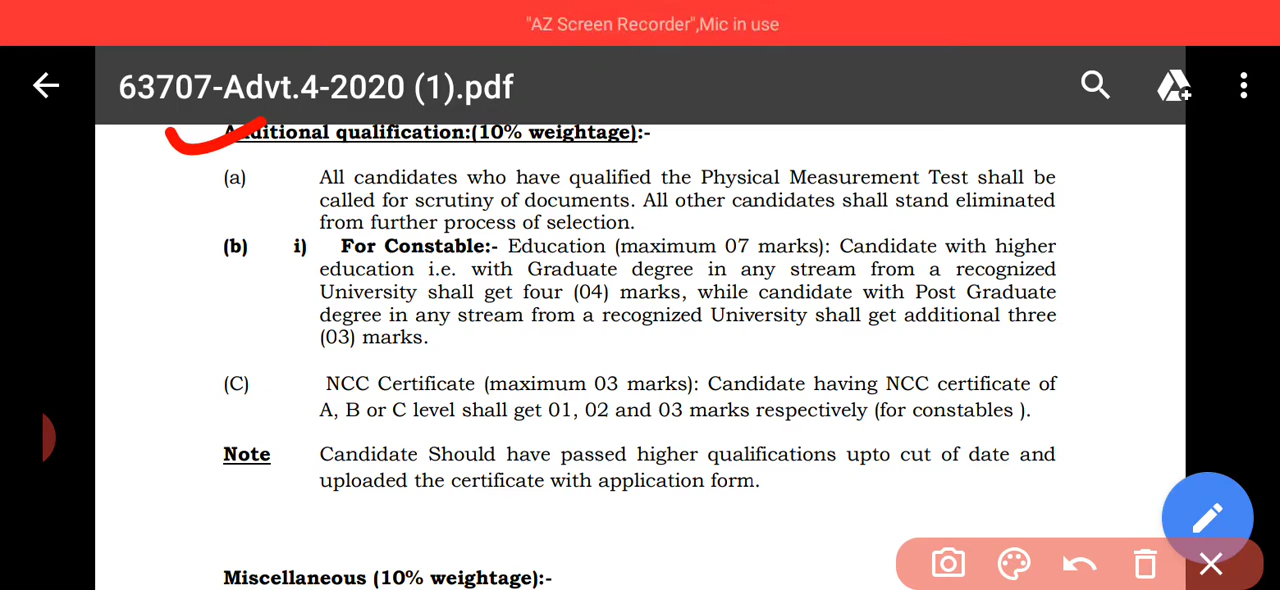 "AZ Screen Recorder",Mic in use
63707-Advt.4-2020 (1).pdf
Additional qualification:(10% weightage):-
(a) All candidates who have qualified the Physical Measurement Test shall be
called for scrutiny of documents. All other candidates shall stand eliminated
from further process of selection.
(b) i) For Constable:- Education (maximum 07 marks): Candidate with higher
education i.e. with Graduate degree in any stream from a recognized
University shall get four (04) marks, while candidate with Post Graduate
degree in any stream from a recognized University shall get additional three
(03) marks.
(C) NCC Certificate (maximum 03 marks): Candidate having NCC certificate of
A, B or C level shall get 01, 02 and 03 marks respectively (for constables ).
Note Candidate Should have passed higher qualifications upto cut of date and
uploaded the certificate with application form.
Miscellaneous (10% weightage):-